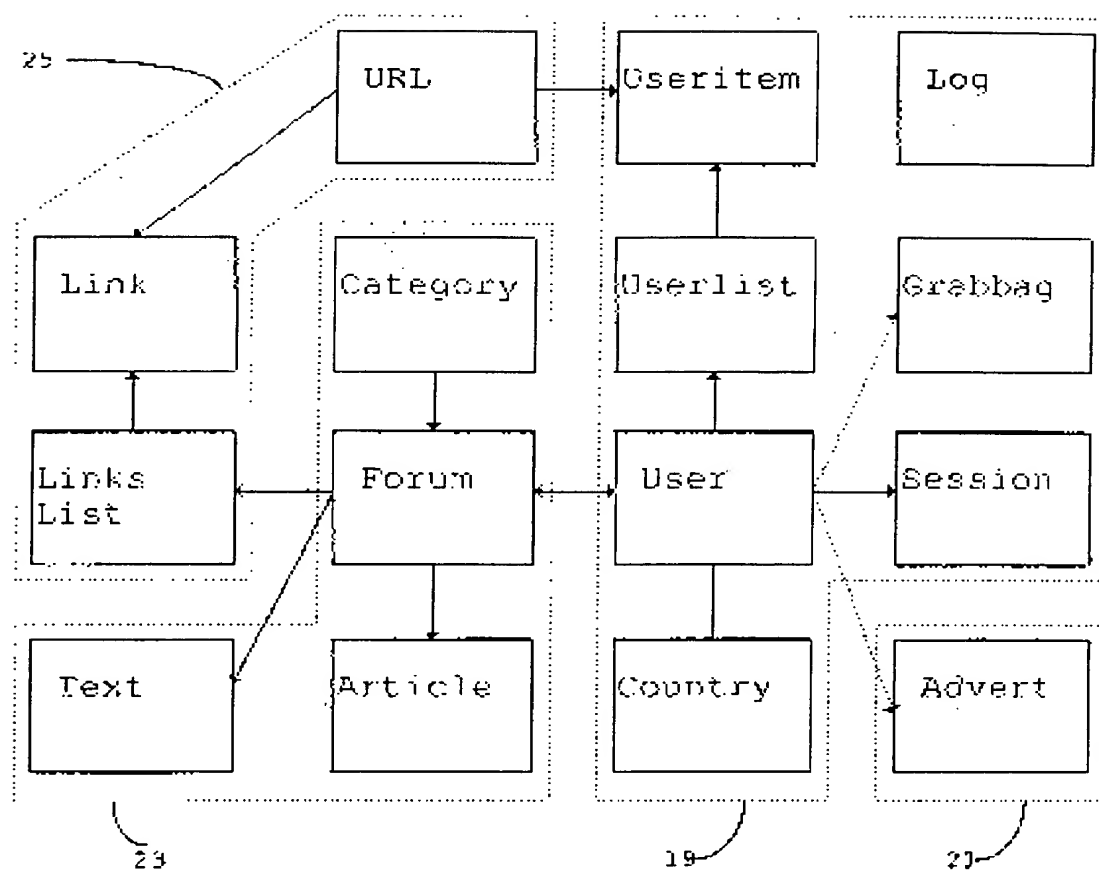 25
URL
Useritem
Log
Link
Category
Userlist
Grabbag
Links
List
Forum
User
Session
Text
Article
Country
Advert
23
19
21